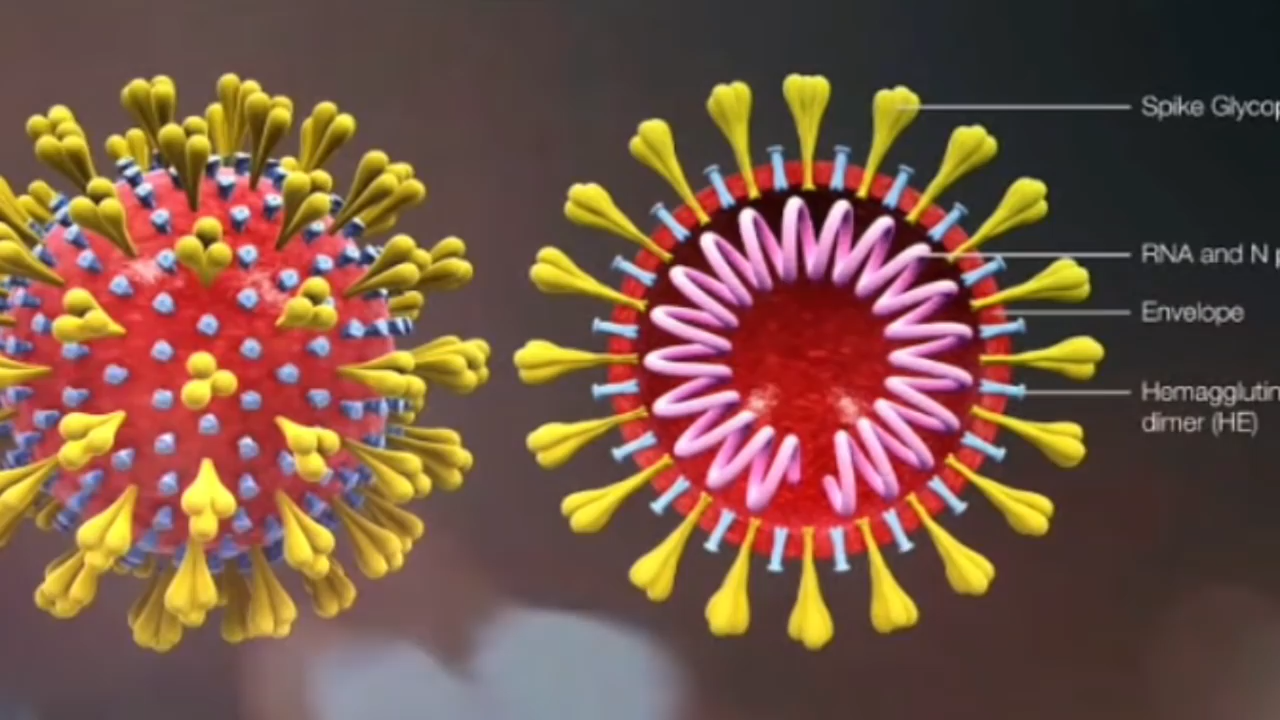 Spike Glycop
RNA and N p
Envelope
Hemagglutin
dimer (HE)